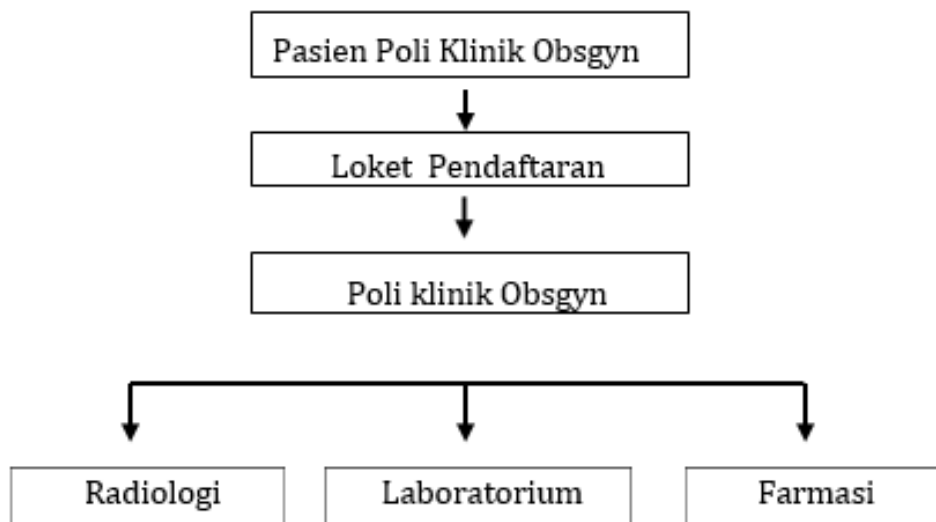 Pasien Poli Klinik Obsgyn
Loket Pendaftaran
Poli klinik Obsgyn
Radiologi
Laboratorium
Farmasi